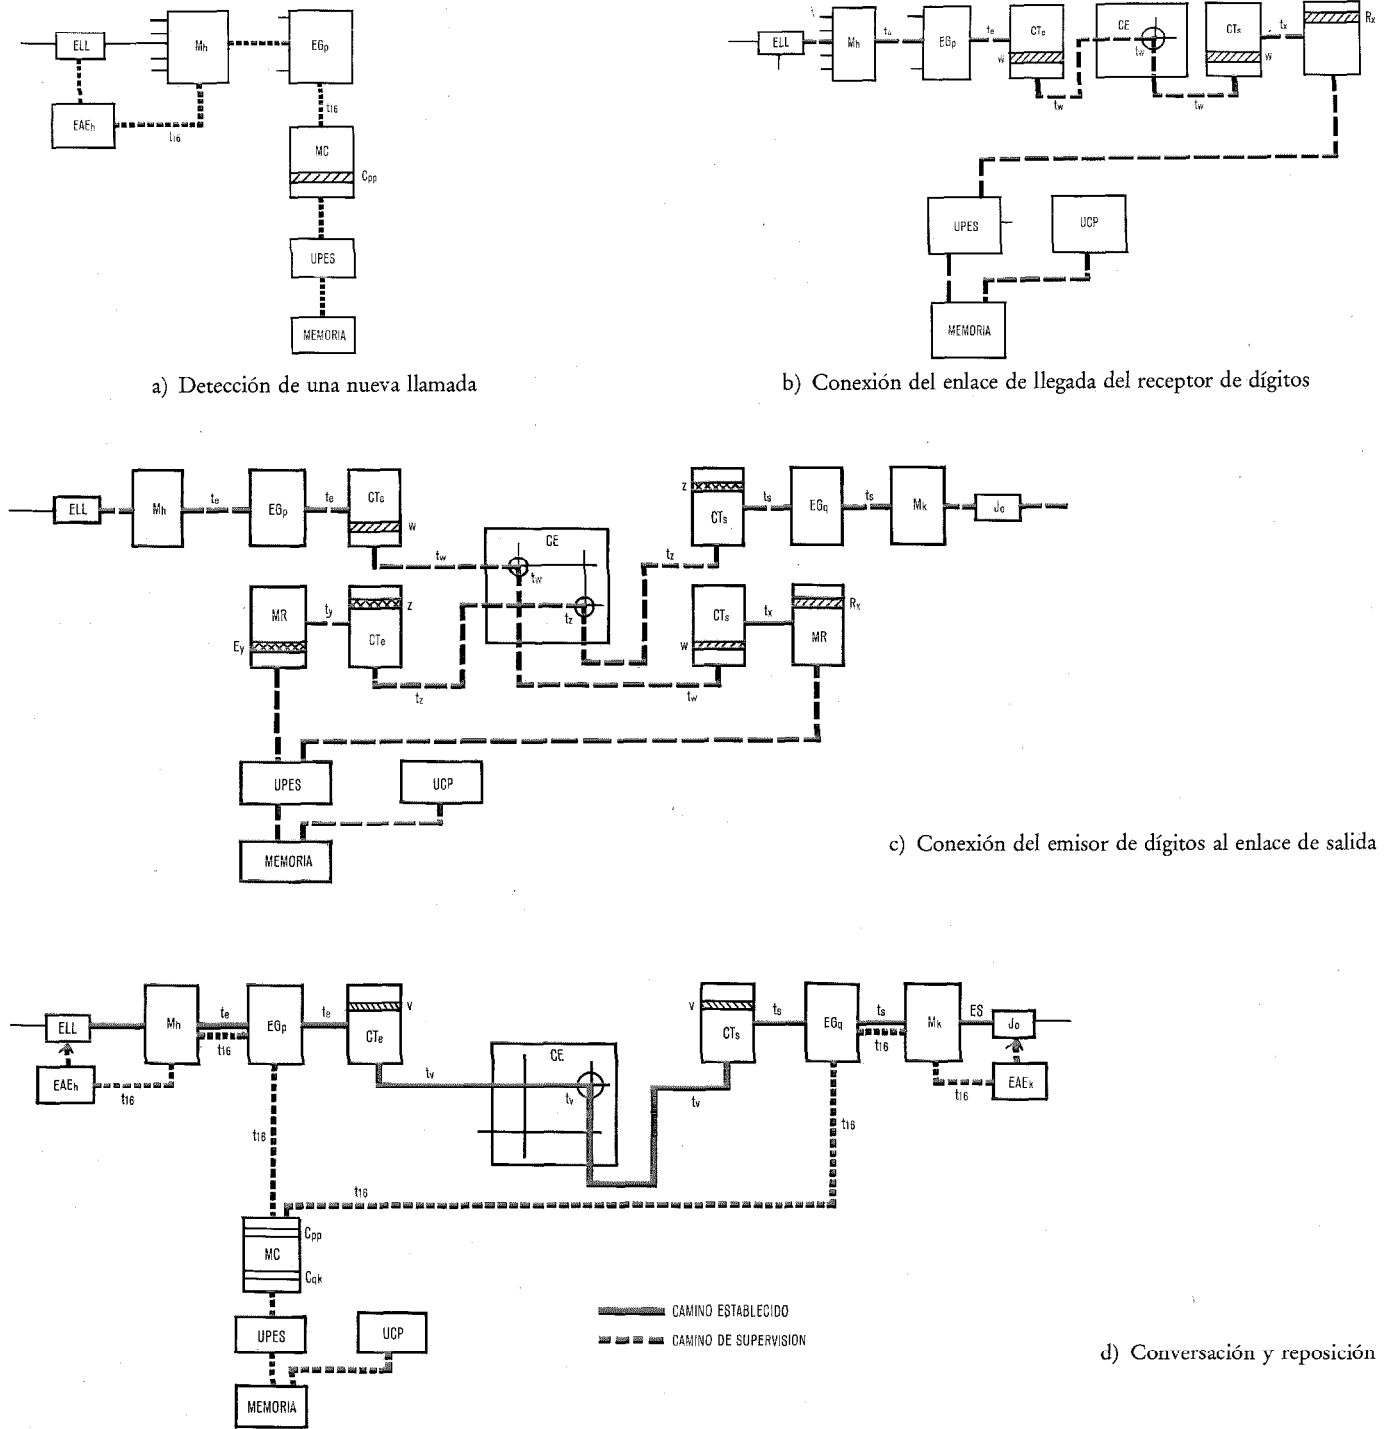 ELL
Mh
EGp
EAEh
t16
t16
MC
Cpp
UPES
MEMORIA
a) Detección de una nueva llamada
ELL
Mh
EGp
te
CTe
w
tw
CE
tw
tw
CTs
w
tx
Rx
UPES
UCP
MEMORIA
b) Conexión del enlace de llegada del receptor de dígitos
ELL
Mh
te
EGp
te
CTe
w
tw
CE
tw
tz
z
CTs
ts
EGq
ts
Mk
Jo
tz
MR
Ey
ty
CTe
z
tz
CTs
w
tw
tx
Rx
MR
UPES
UCP
MEMORIA
c) Conexión del emisor de dígitos al enlace de salida
ELL
EAEh
t16
Mh
te
t16
EGp
te
CTe
v
tv
CE
tv
v
CTs
tv
ts
EGq
ts
t16
Mk
ES
Jo
t16
EAEk
t16
t16
t16
Cpp
MC
Cqk
UPES
UCP
MEMORIA
CAMINO ESTABLECIDO
CAMINO DE SUPERVISION
d) Conversación y reposición